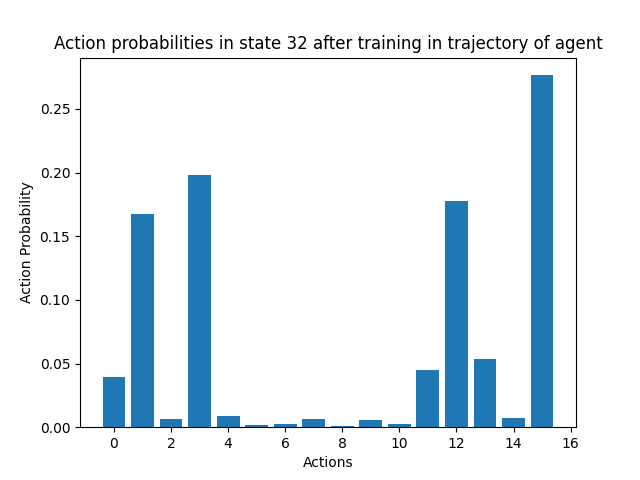 Action probabilities in state 32 after training in trajectory of agent
0.25
0.20
0.15
0.10
0.05
0.00
Action Probability
0 2 4 6 8 10 12 14 16
Actions